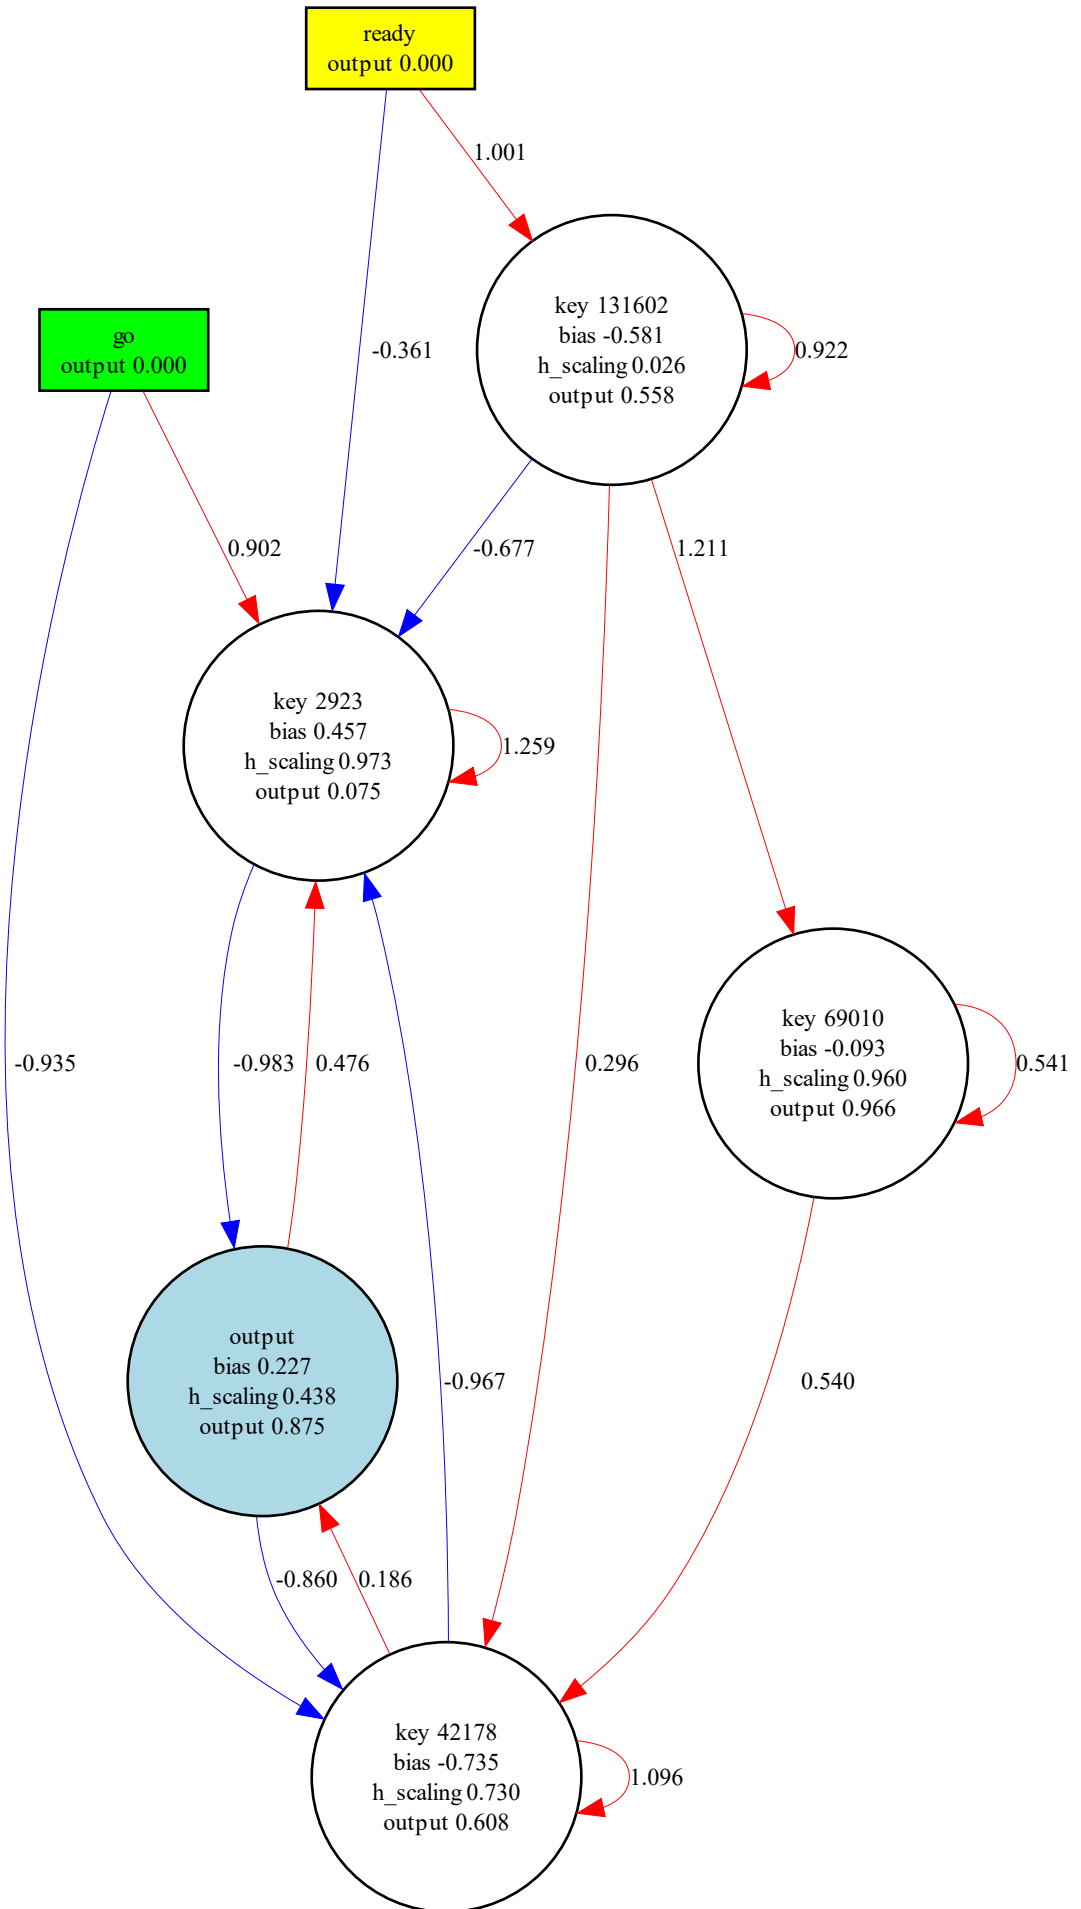 ready
output 0.000
1.001
go
output 0.000
-0.361
key 131602
bias -0.581
h_scaling 0.026
output 0.558
0.922
0.902
-0.677
1.211
key 2923
bias 0.457
h_scaling 0.973
output 0.075
1.259
-0.935
-0.983
0.476
0.296
key 69010
bias -0.093
h_scaling 0.960
output 0.966
0.541
output
bias 0.227
h_scaling 0.438
output 0.875
-0.967
0.540
-0.860
0.186
key 42178
bias -0.735
h_scaling 0.730
output 0.608
1.096